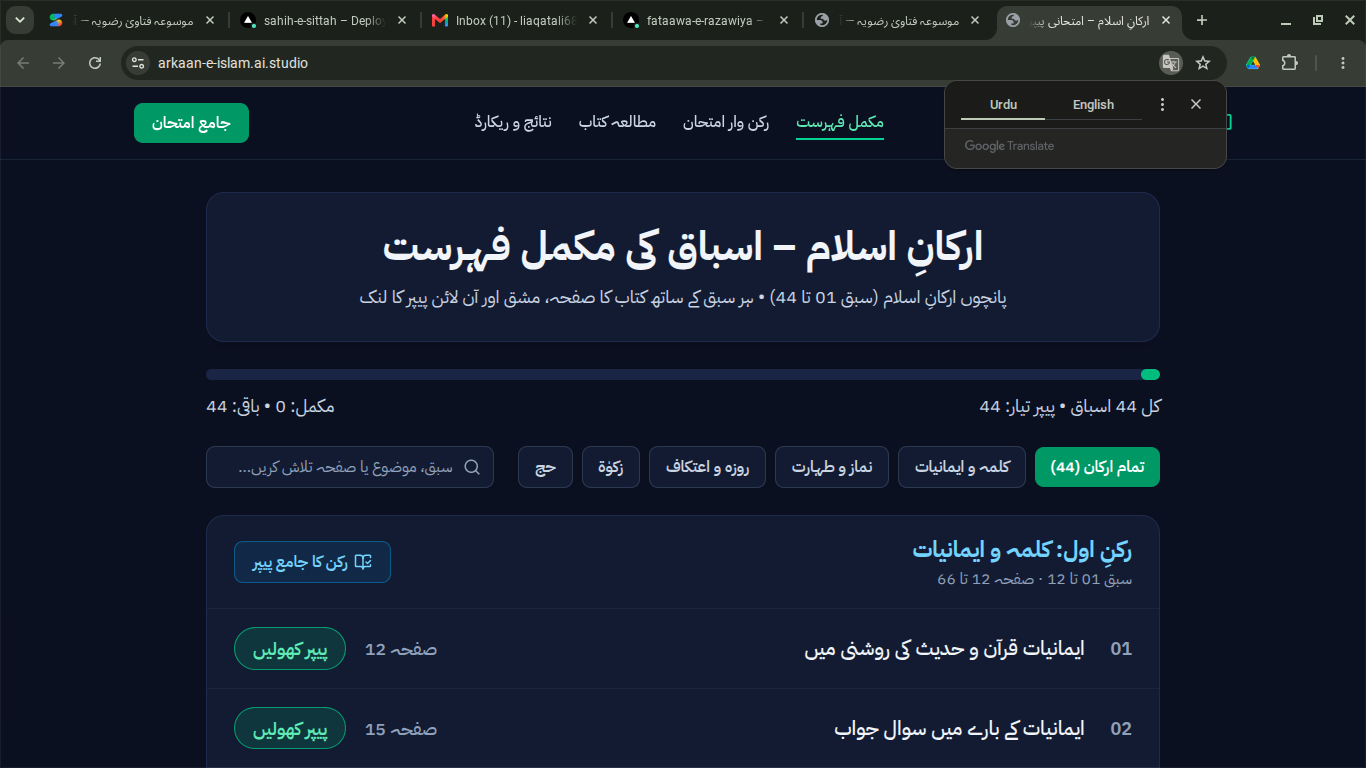 موسوعہ فتاویٰ رضویہ —
sahih-e-sittah – Deploy
Inbox (11) - liaqatali68
fataawa-e-razawiya –
موسوعہ فتاویٰ رضویہ —
ارکانِ اسلام – امتحانی پیپر
arkaan-e-islam.ai.studio
Urdu English
Google Translate
مکمل فہرست
رکن وار امتحان
مطالعہ کتاب
نتائج و ریکارڈ
جامع امتحان
ارکانِ اسلام – اسباق کی مکمل فہرست
پانچوں ارکانِ اسلام (سبق 01 تا 44) • ہر سبق کے ساتھ کتاب کا صفحہ، مشق اور آن لائن پیپر کا لنک
کل 44 اسباق • پیپر تیار: 44
مکمل: 0 • باقی: 44
تمام ارکان (44)
کلمہ و ایمانیات
نماز و طہارت
روزہ و اعتکاف
زکوٰۃ
حج
سبق، موضوع یا صفحہ تلاش کریں...
رکنِ اول: کلمہ و ایمانیات
سبق 01 تا 12 · صفحہ 12 تا 66
رکن کا جامع پیپر
01 ایمانیات قرآن و حدیث کی روشنی میں صفحہ 12 پیپر کھولیں
02 ایمانیات کے بارے میں سوال جواب صفحہ 15 پیپر کھولیں